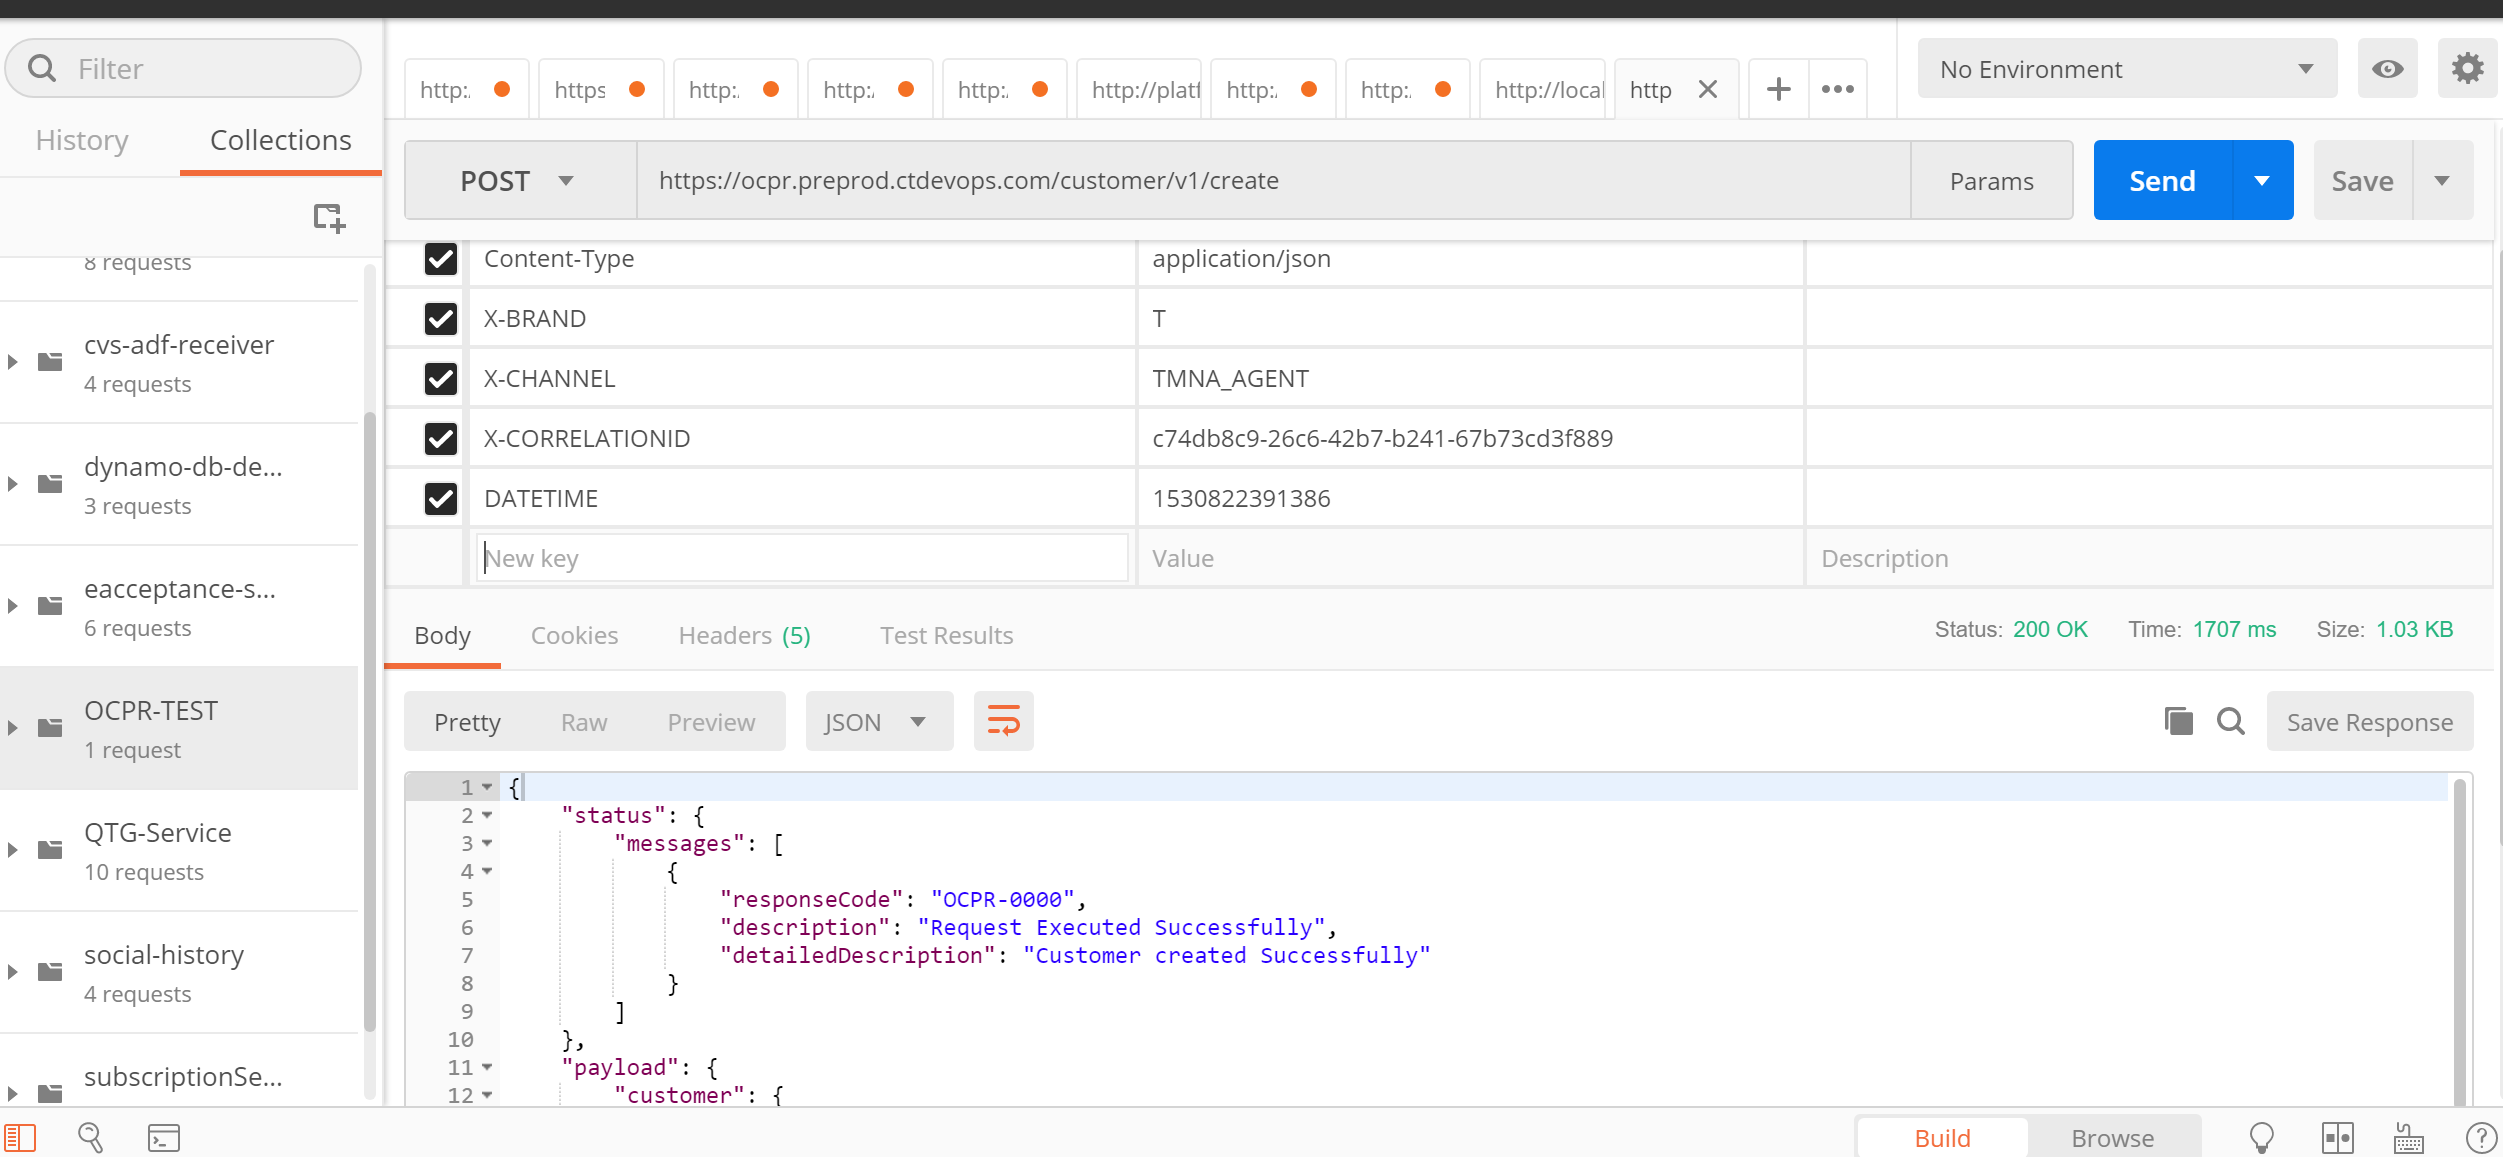 Filter
History
Collections
8 requests
cvs-adf-receiver
4 requests
dynamo-db-de...
3 requests
eacceptance-s...
6 requests
OCPR-TEST
1 request
QTG-Service
10 requests
social-history
4 requests
subscriptionSe...
http:
https
http:
http:/
http:/
http://platf
http:/
http:
http://local
http
No Environment
POST
https://ocpr.preprod.ctdevops.com/customer/v1/create
Params
Send
Save
Content-Type application/json
X-BRAND T
X-CHANNEL TMNA_AGENT
X-CORRELATIONID c74db8c9-26c6-42b7-b241-67b73cd3f889
DATETIME 1530822391386
New key Value Description
Body Cookies Headers (5) Test Results
Status: 200 OK Time: 1707 ms Size: 1.03 KB
Pretty Raw Preview JSON
Save Response
1 {
2 "status": {
3 "messages": [
4 {
5 "responseCode": "OCPR-0000",
6 "description": "Request Executed Successfully",
7 "detailedDescription": "Customer created Successfully"
8 }
9 ]
10 },
11 "payload": {
12 "customer": {
Build Browse